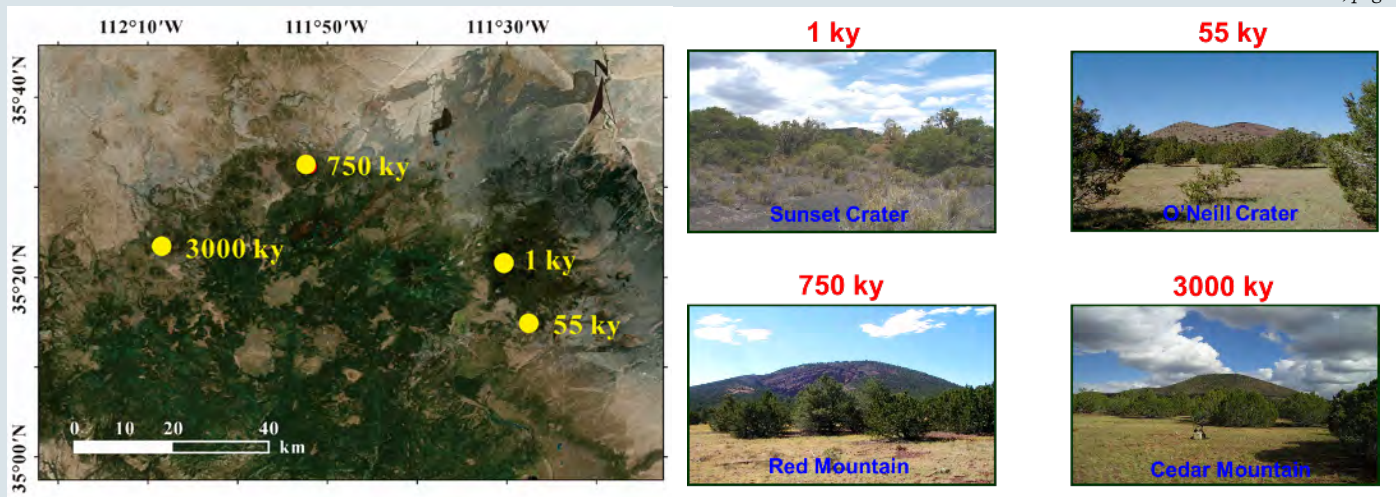 112°10′W 111°50′W 111°30′W
35°40′N
35°20′N
35°00′N
N
750 ky
3000 ky
1 ky
55 ky
0 10 20 40
km
1 ky
Sunset Crater
55 ky
O'Neill Crater
750 ky
Red Mountain
3000 ky
Cedar Mountain